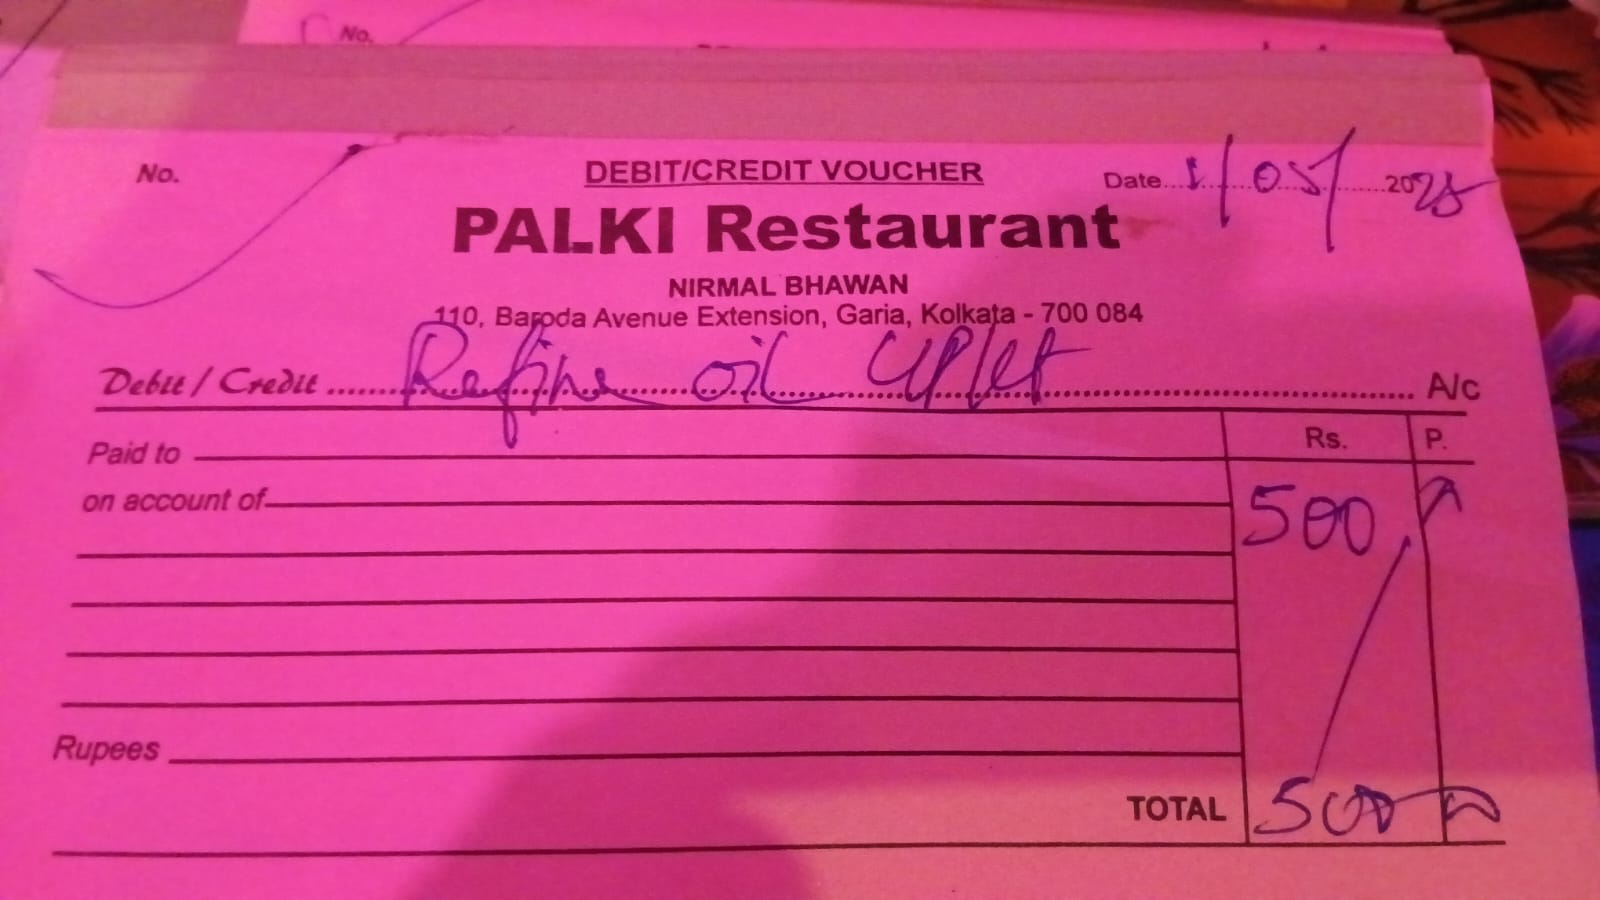 No.
No.
DEBIT/CREDIT VOUCHER
Date 1/05/ 2025
PALKI Restaurant
NIRMAL BHAWAN
110, Baroda Avenue Extension, Garia, Kolkata - 700 084
Debit / Credit Refine oil A/c
Rs. P.
Paid to
on account of
500
Rupees
TOTAL 500